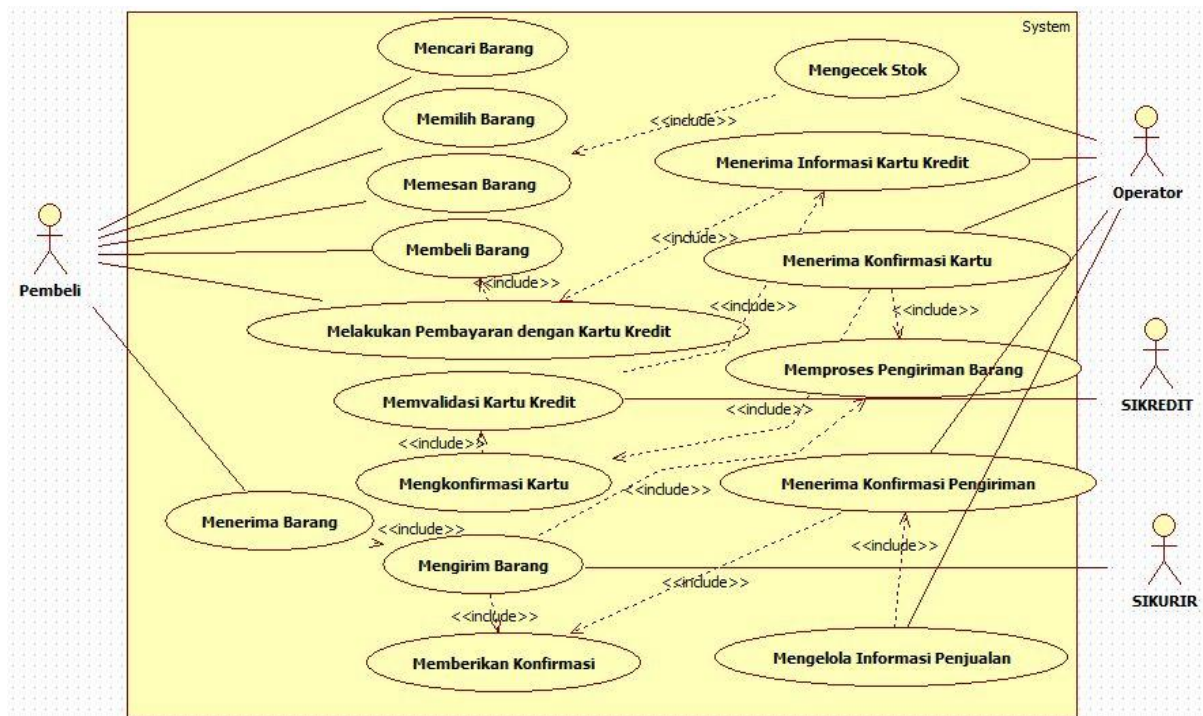 System
Mencari Barang
Mengecek Stok
Memilih Barang
<<include>>
Menerima Informasi Kartu Kredit
Memesan Barang
Operator
Membeli Barang
<<include>>
Menerima Konfirmasi Kartu
Pembeli
<<include>>
<<include>>
<<include>>
Melakukan Pembayaran dengan Kartu Kredit
Memproses Pengiriman Barang
Memvalidasi Kartu Kredit
SIKREDIT
<<include>>
<<include>>
Mengkonfirmasi Kartu
<<include>>
Menerima Konfirmasi Pengiriman
Menerima Barang
<<include>>
<<include>>
Mengirim Barang
<<include>>
SIKURIR
<<include>>
Memberikan Konfirmasi
Mengelola Informasi Penjualan